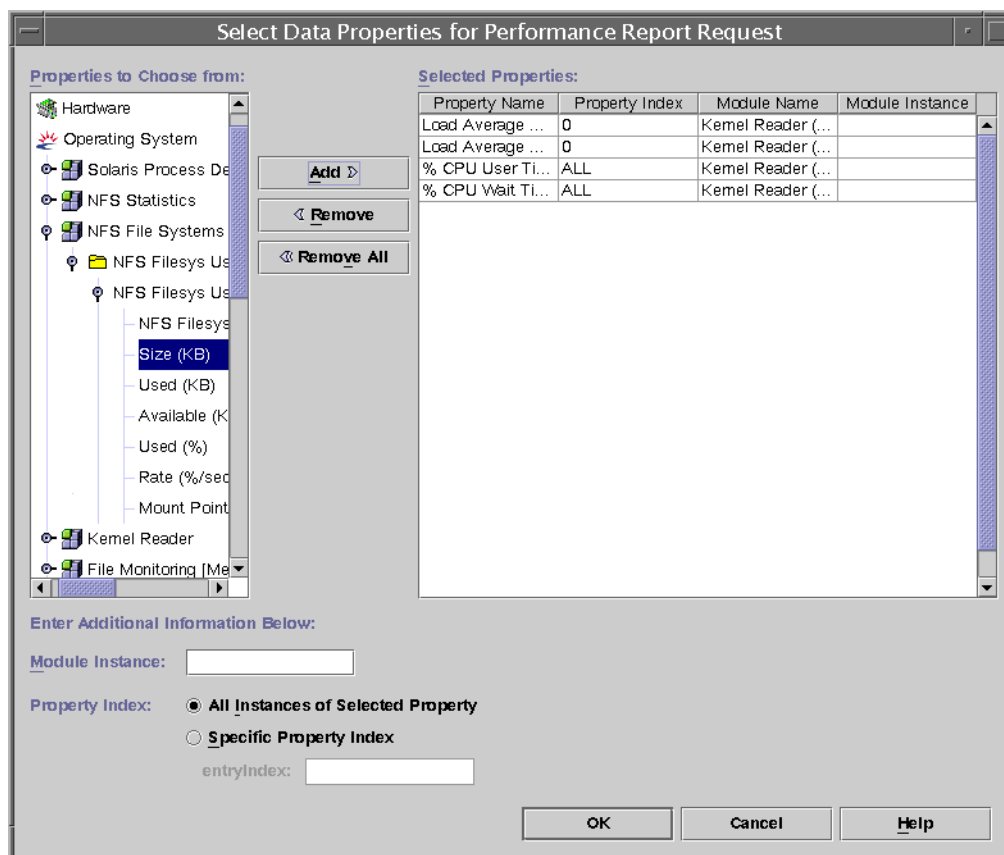 Select Data Properties for Performance Report Request
Properties to Choose from:
Hardware
Operating System
Solaris Process De
NFS Statistics
NFS File Systems
NFS Filesys Us
NFS Filesys Us
NFS Filesys
Size (KB)
Used (KB)
Available (K
Used (%)
Rate (%/sec
Mount Point
Kernel Reader
File Monitoring [Me
Add
Remove
Remove All
Selected Properties:
Property Name Property Index Module Name Module Instance
Load Average ... 0 Kernel Reader (...
Load Average ... 0 Kernel Reader (...
% CPU User Ti... ALL Kernel Reader (...
% CPU Wait Ti... ALL Kernel Reader (...
Enter Additional Information Below:
Module Instance:
Property Index:
All Instances of Selected Property
Specific Property Index
entryIndex:
OK Cancel Help